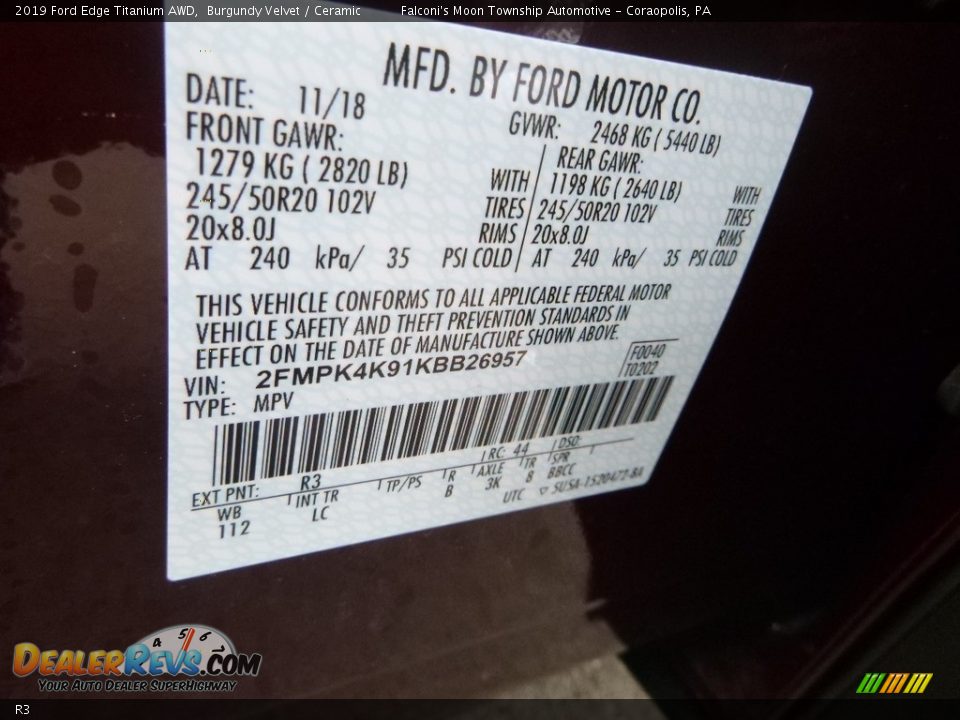 2019 Ford Edge Titanium AWD, Burgundy Velvet / Ceramic Falconi's Moon Township Automotive - Coraopolis, PA
MFD. BY FORD MOTOR CO.
DATE: 11/18 GVWR: 2468 KG ( 5440 LB)
FRONT GAWR: REAR GAWR:
1279 KG ( 2820 LB) WITH 1198 KG ( 2640 LB) WITH
245/50R20 102V TIRES 245/50R20 102V TIRES
20x8.0J RIMS 20x8.0J RIMS
AT 240 kPa/ 35 PSI COLD AT 240 kPa/ 35 PSI COLD
THIS VEHICLE CONFORMS TO ALL APPLICABLE FEDERAL MOTOR
VEHICLE SAFETY AND THEFT PREVENTION STANDARDS IN
EFFECT ON THE DATE OF MANUFACTURE SHOWN ABOVE.
VIN: 2FMPK4K91KBB26957 F0040
TYPE: MPV T0202
EXT PNT: R3 RC: 44 DSO:
WB INT TR TP/PS R AXLE TR SPR
112 LC B 3K 8 BBCC
UTC ▽ SUSA-1520472-BA
4 5 6
DealerRevs.com
Your Auto Dealer SuperHighway
R3